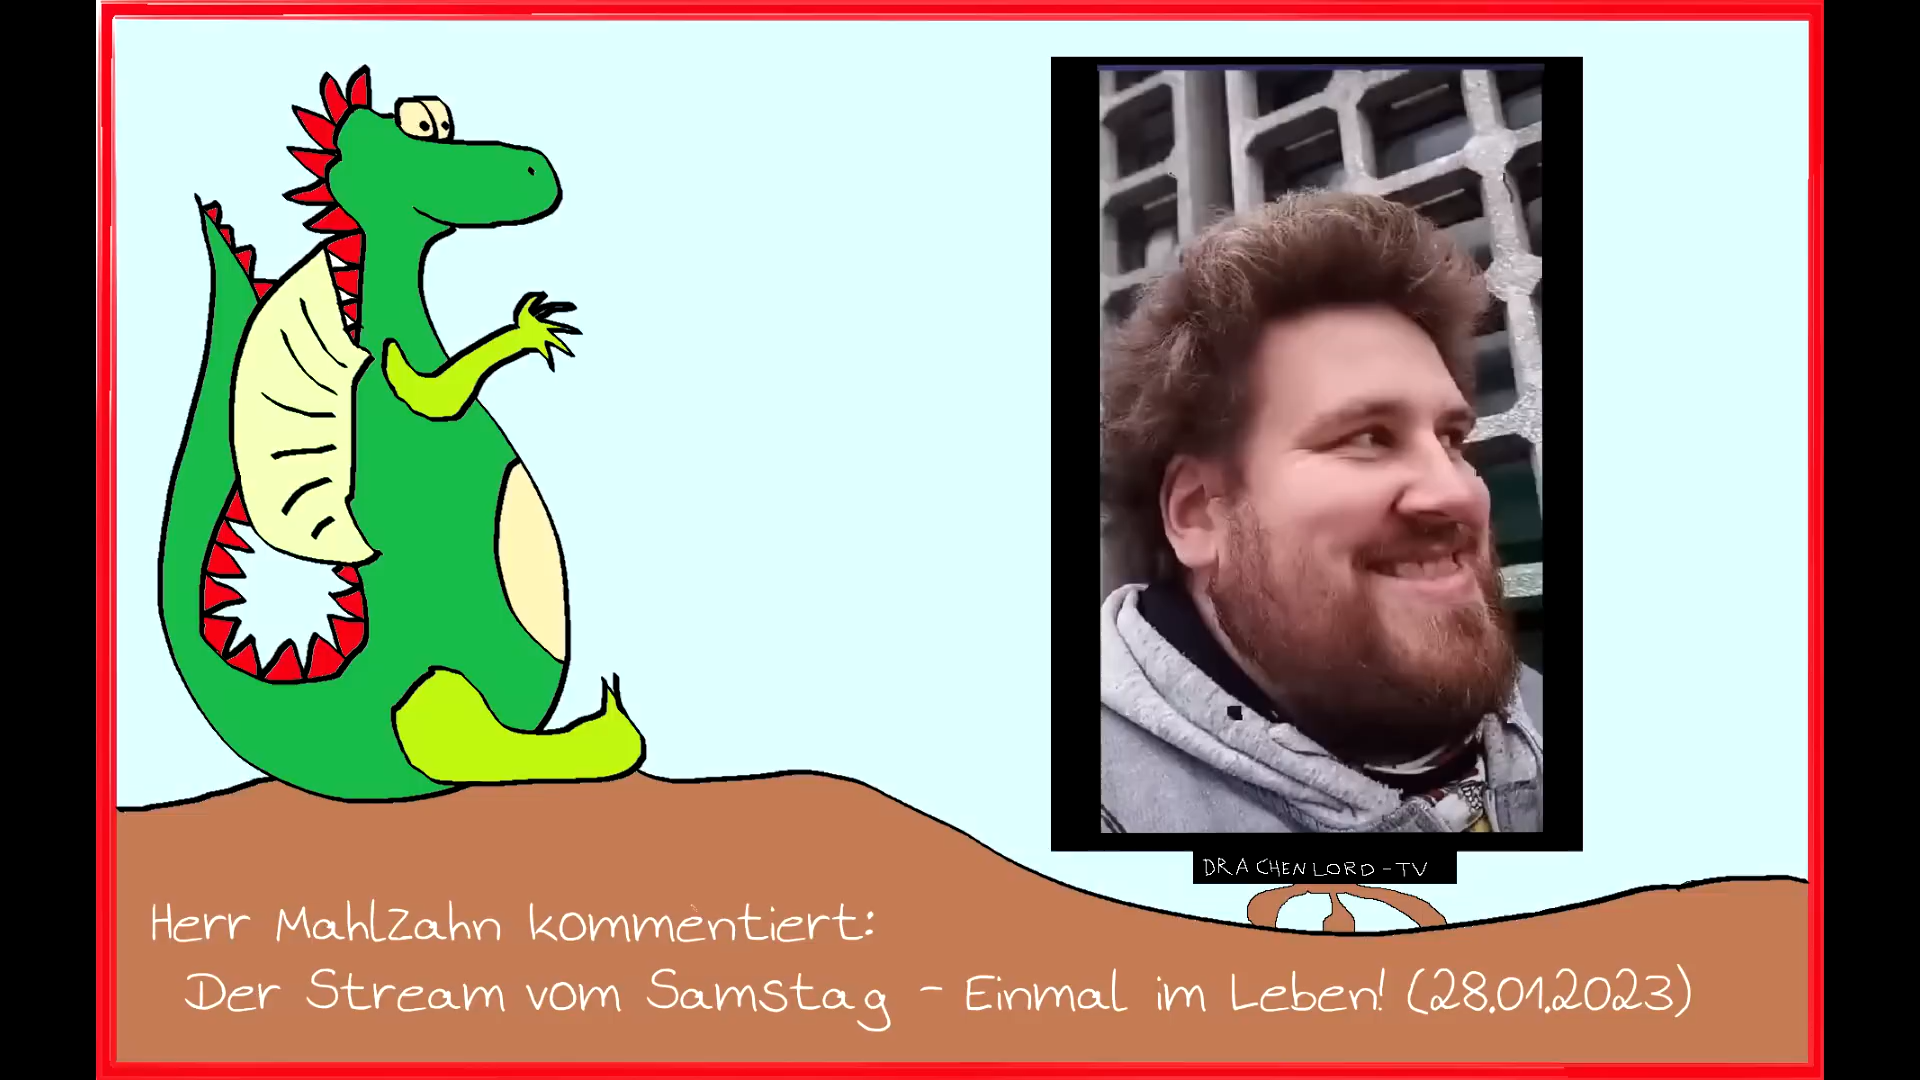 DRACHENLORD-TV
Herr Mahlzahn kommentiert:
Der Stream vom Samstag - Einmal im Leben! (28.01.2023)